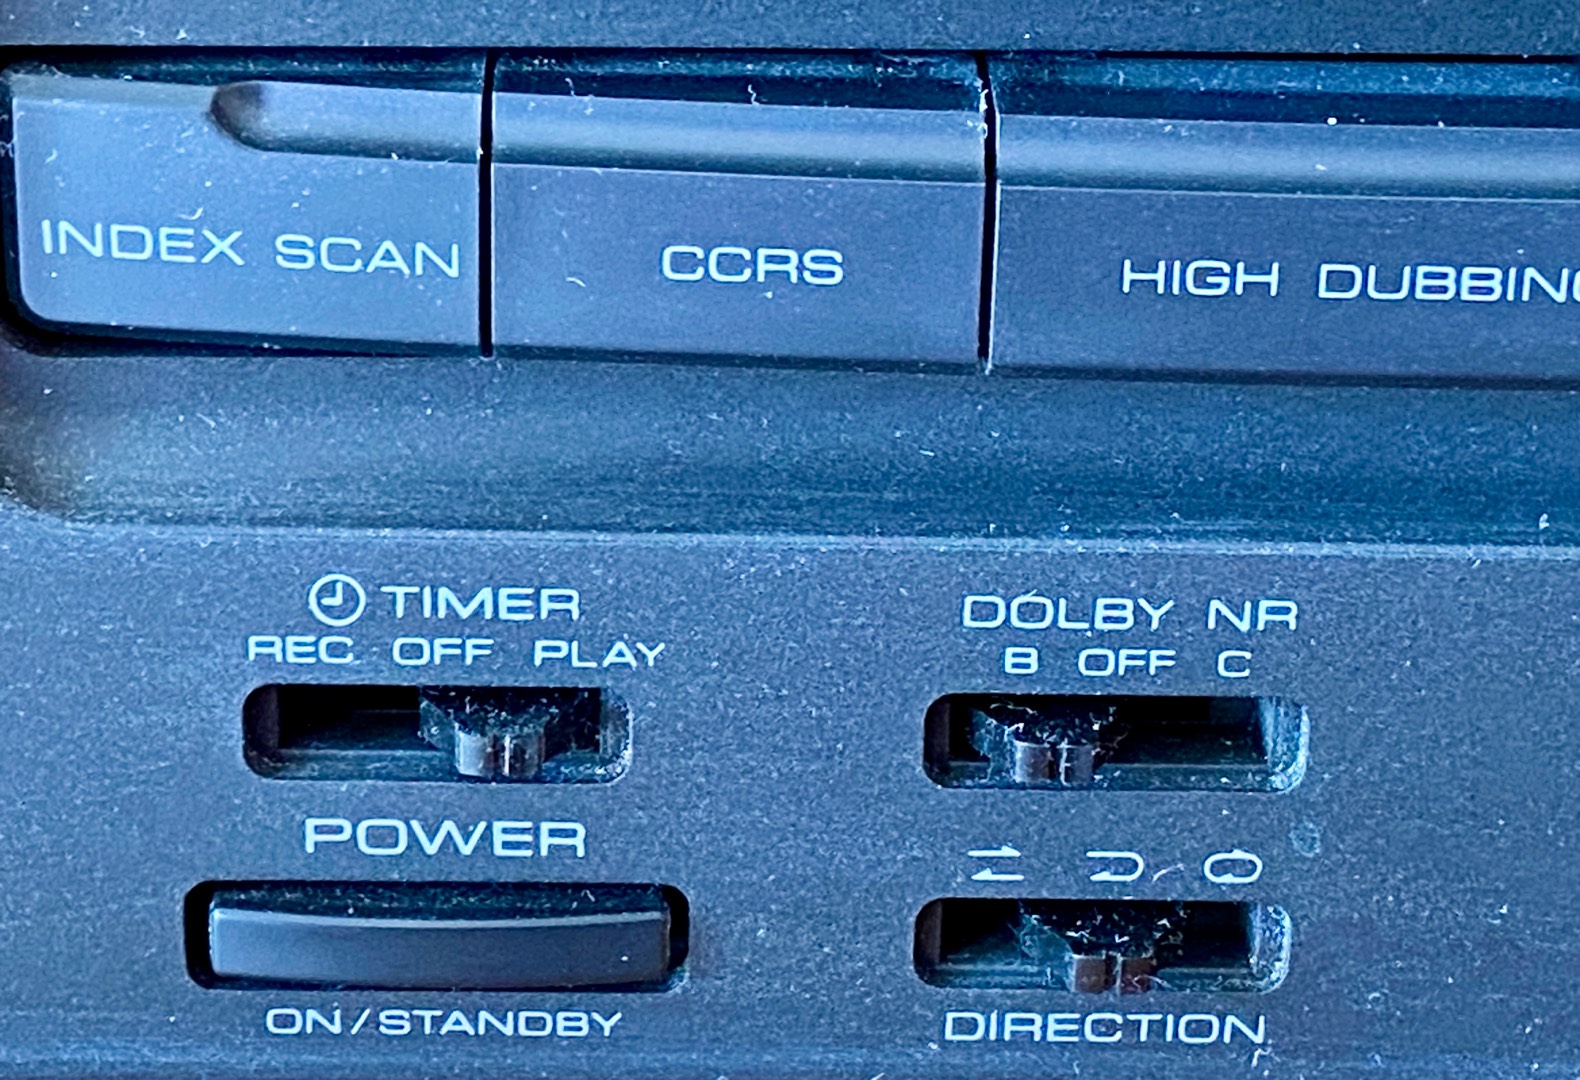 INDEX SCAN
CCRS
HIGH DUBBING
TIMER
REC OFF PLAY
DOLBY NR
B OFF C
POWER
ON/STANDBY
DIRECTION